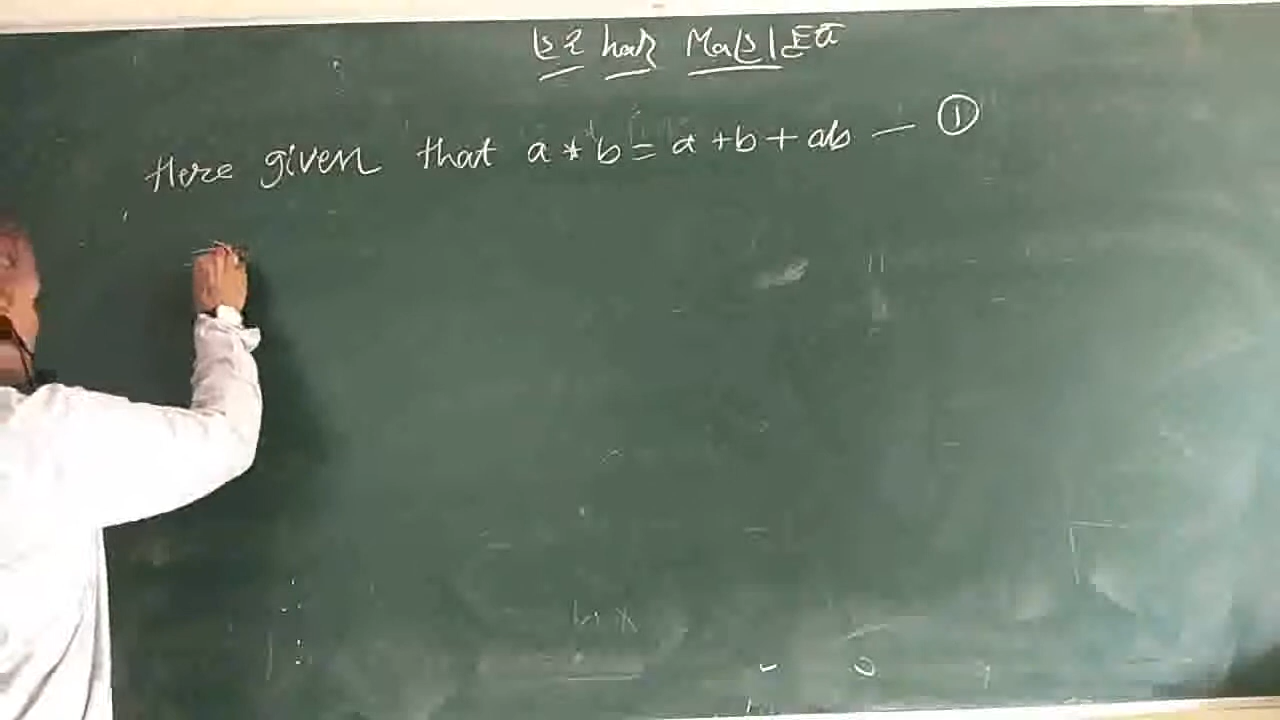 Here given that a * b = a + b + ab — ①